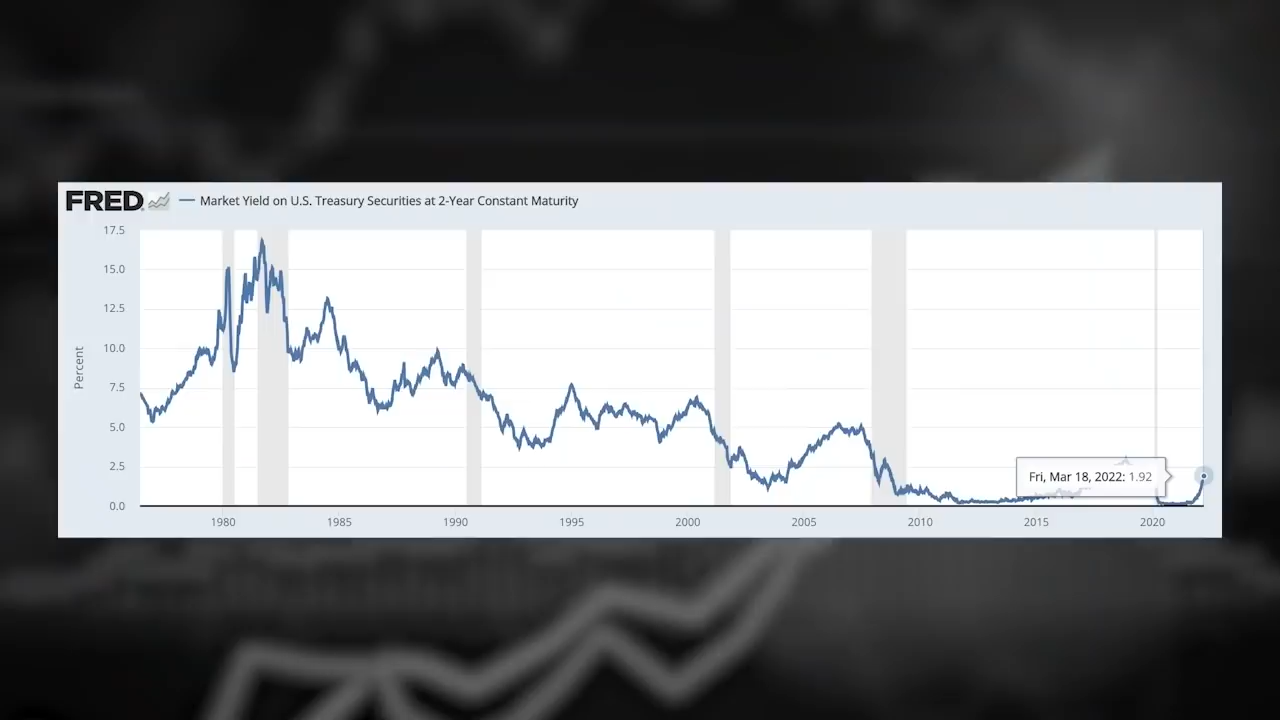 FRED
Market Yield on U.S. Treasury Securities at 2-Year Constant Maturity
17.5
15.0
12.5
10.0
7.5
5.0
2.5
0.0
Percent
Fri, Mar 18, 2022: 1.92
1980 1985 1990 1995 2000 2005 2010 2015 2020